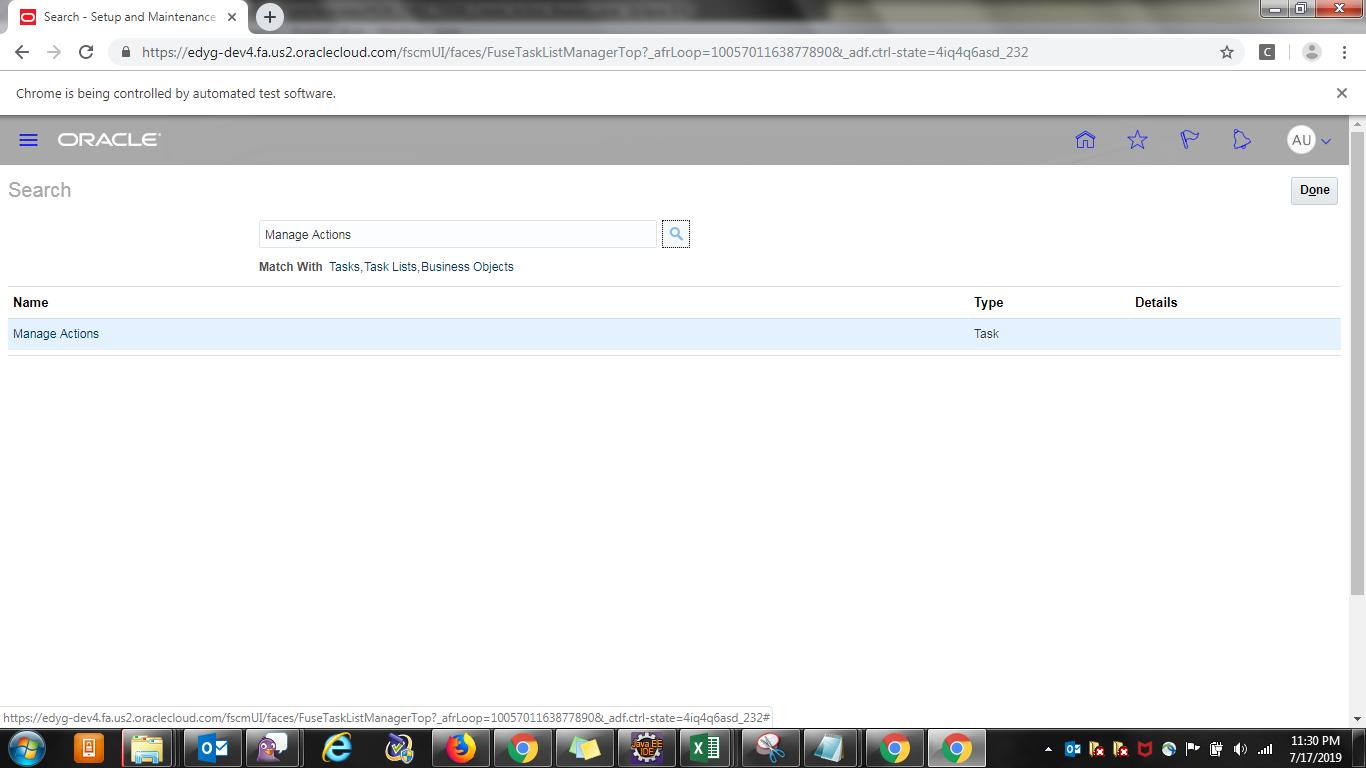 Search - Setup and Maintenance
https://edyg-dev4.fa.us2.oraclecloud.com/fscmUI/faces/FuseTaskListManagerTop?_afrLoop=1005701163877890&_adf.ctrl-state=4iq4q6asd_232
C
Chrome is being controlled by automated test software.
ORACLE
AU
Search
Done
Manage Actions
Match With Tasks, Task Lists, Business Objects
Name Type Details
Manage Actions Task
https://edyg-dev4.fa.us2.oraclecloud.com/fscmUI/faces/FuseTaskListManagerTop?_afrLoop=1005701163877890&_adf.ctrl-state=4iq4q6asd_232#
Java EE
IDE
11:30 PM
7/17/2019